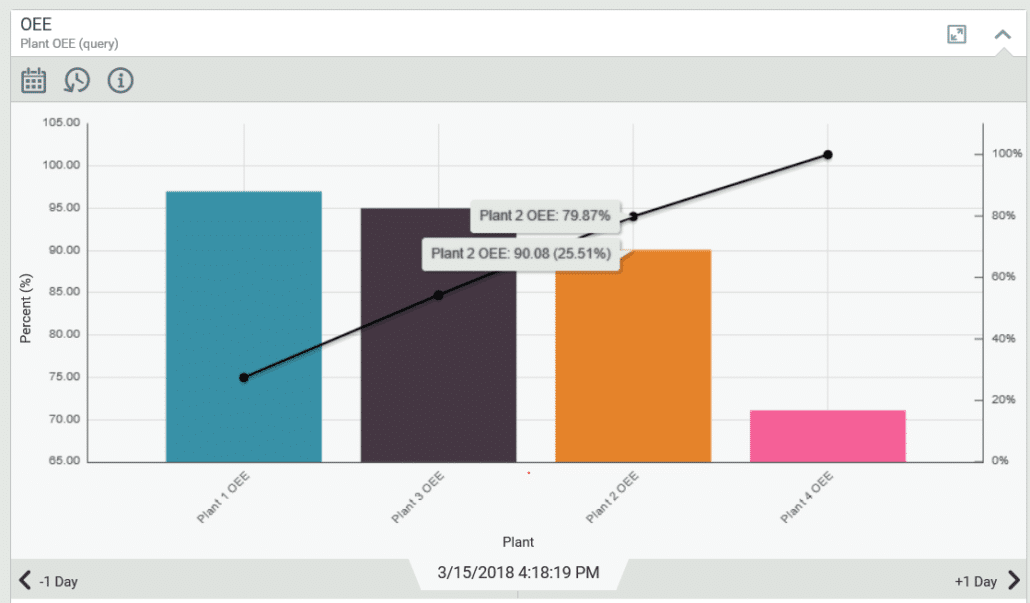 OEE
Plant OEE (query)
105.00
100.00
95.00
90.00
85.00
80.00
75.00
70.00
65.00
Percent (%)
100%
80%
60%
40%
20%
0%
Plant 2 OEE: 79.87%
Plant 2 OEE: 90.08 (25.51%)
Plant 1 OEE
Plant 3 OEE
Plant 2 OEE
Plant 4 OEE
Plant
-1 Day
3/15/2018 4:18:19 PM
+1 Day